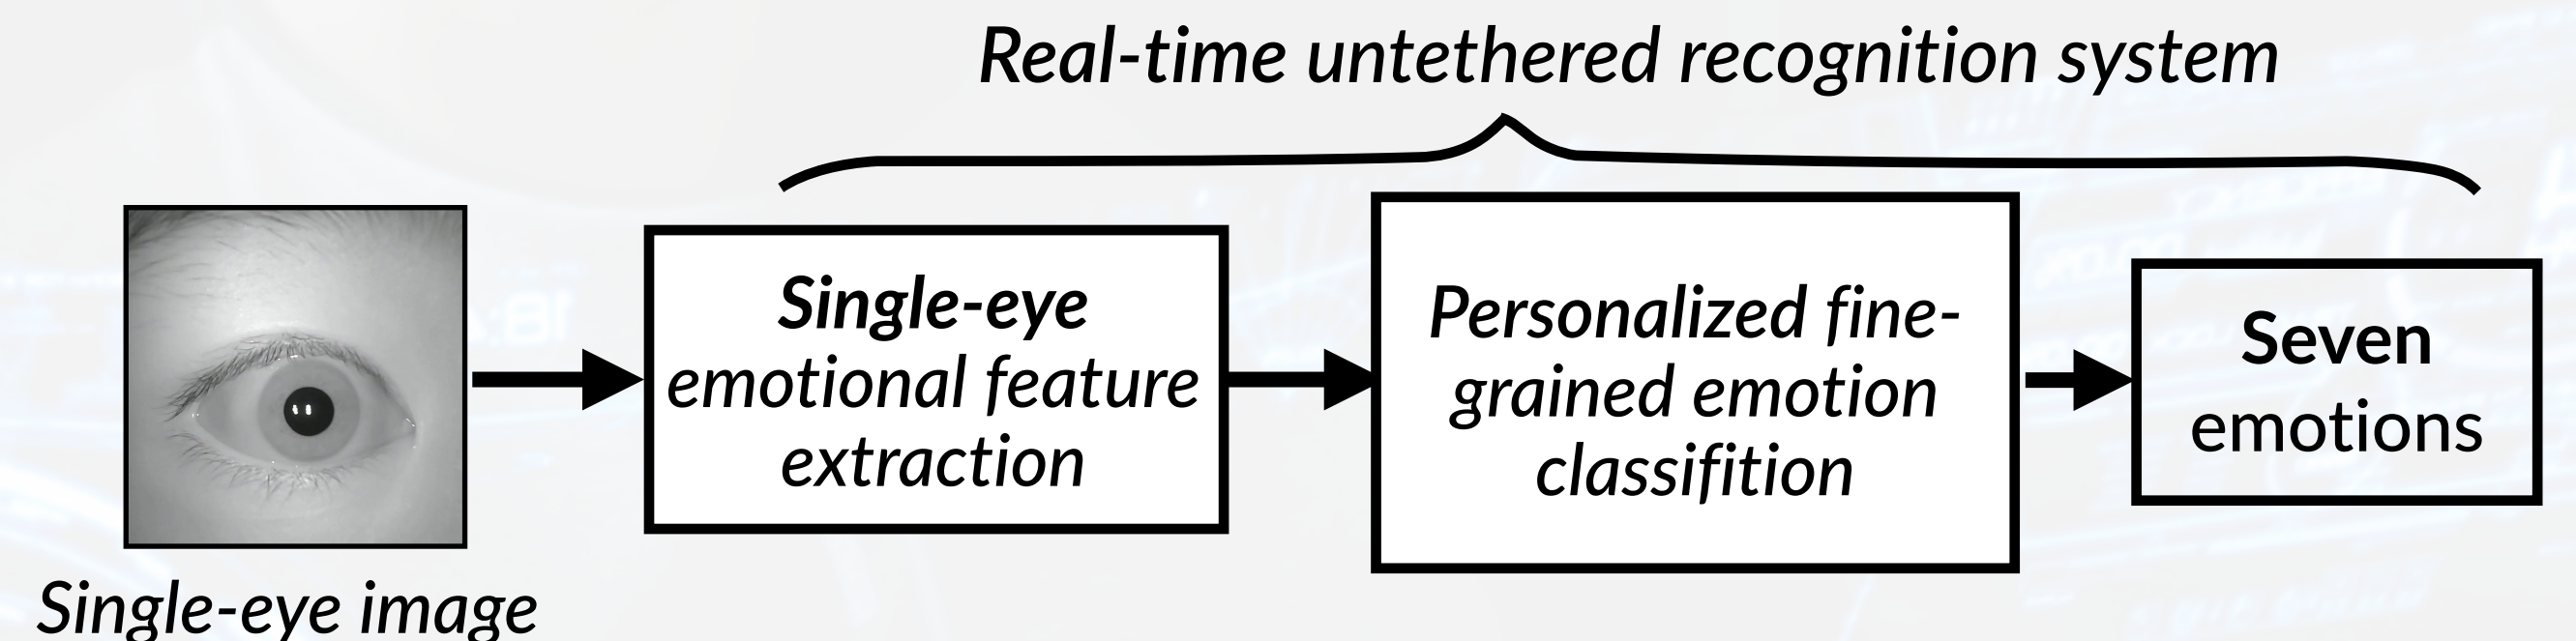 Real-time untethered recognition system
Single-eye
emotional feature
extraction
Personalized fine-
grained emotion
classifition
Seven
emotions
Single-eye image